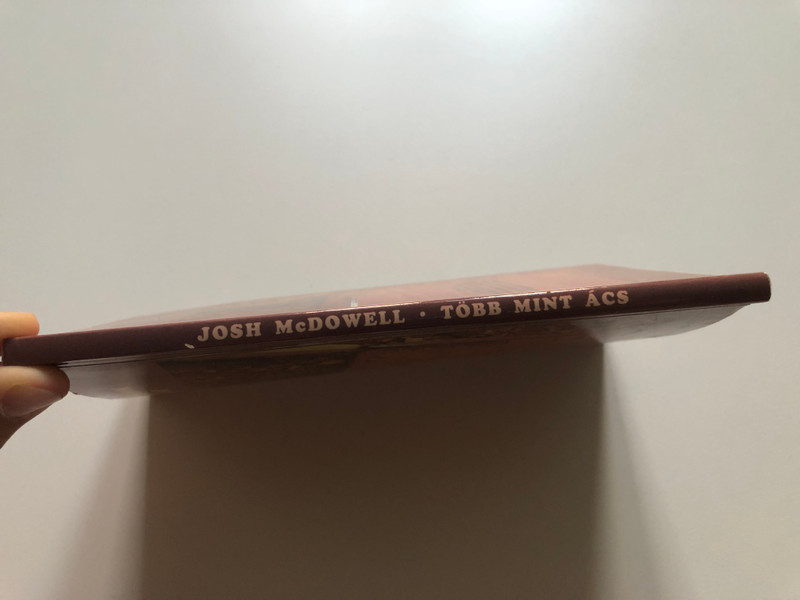 JOSH McDOWELL · TÖBB MINT ÁCS